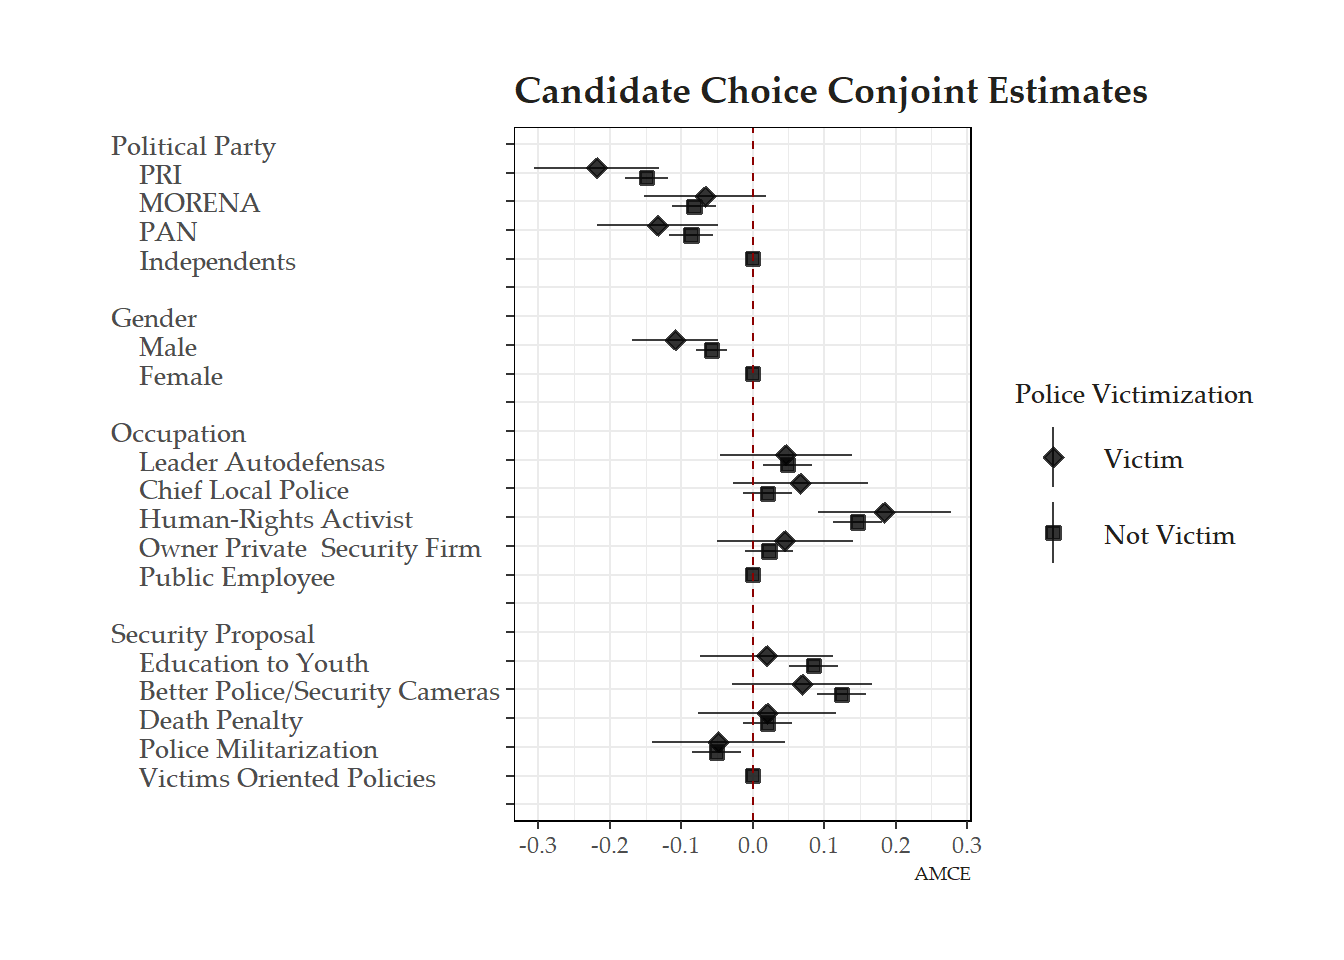 Candidate Choice Conjoint Estimates
Political Party
PRI
MORENA
PAN
Independents
Gender
Male
Female
Occupation
Leader Autodefensas
Chief Local Police
Human-Rights Activist
Owner Private  Security Firm
Public Employee
Security Proposal
Education to Youth
Better Police/Security Cameras
Death Penalty
Police Militarization
Victims Oriented Policies
-0.3 -0.2 -0.1 0.0 0.1 0.2 0.3
AMCE
Police Victimization
Victim
Not Victim